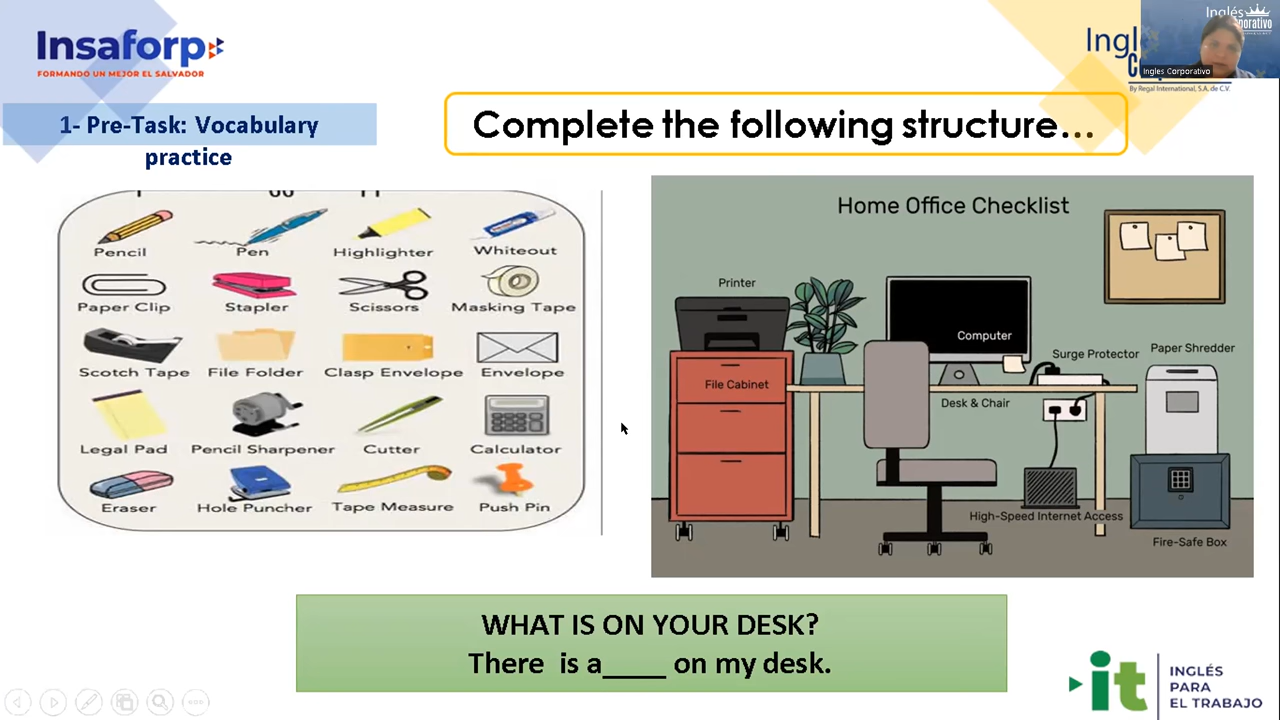 Insaforp
FORMANDO UN MEJOR EL SALVADOR
Inglés
Corporativo
Ingles Corporativo
By Regal International, S.A. de C.V.
1- Pre-Task: Vocabulary
practice
Complete the following structure...
Pencil
Pen
Highlighter
Whiteout
Paper Clip
Stapler
Scissors
Masking Tape
Scotch Tape
File Folder
Clasp Envelope
Envelope
Legal Pad
Pencil Sharpener
Cutter
Calculator
Eraser
Hole Puncher
Tape Measure
Push Pin
Home Office Checklist
Printer
Computer
Surge Protector
Paper Shredder
File Cabinet
Desk & Chair
High-Speed Internet Access
Fire-Safe Box
WHAT IS ON YOUR DESK?
There is a____ on my desk.
it
INGLÉS
PARA
EL TRABAJO